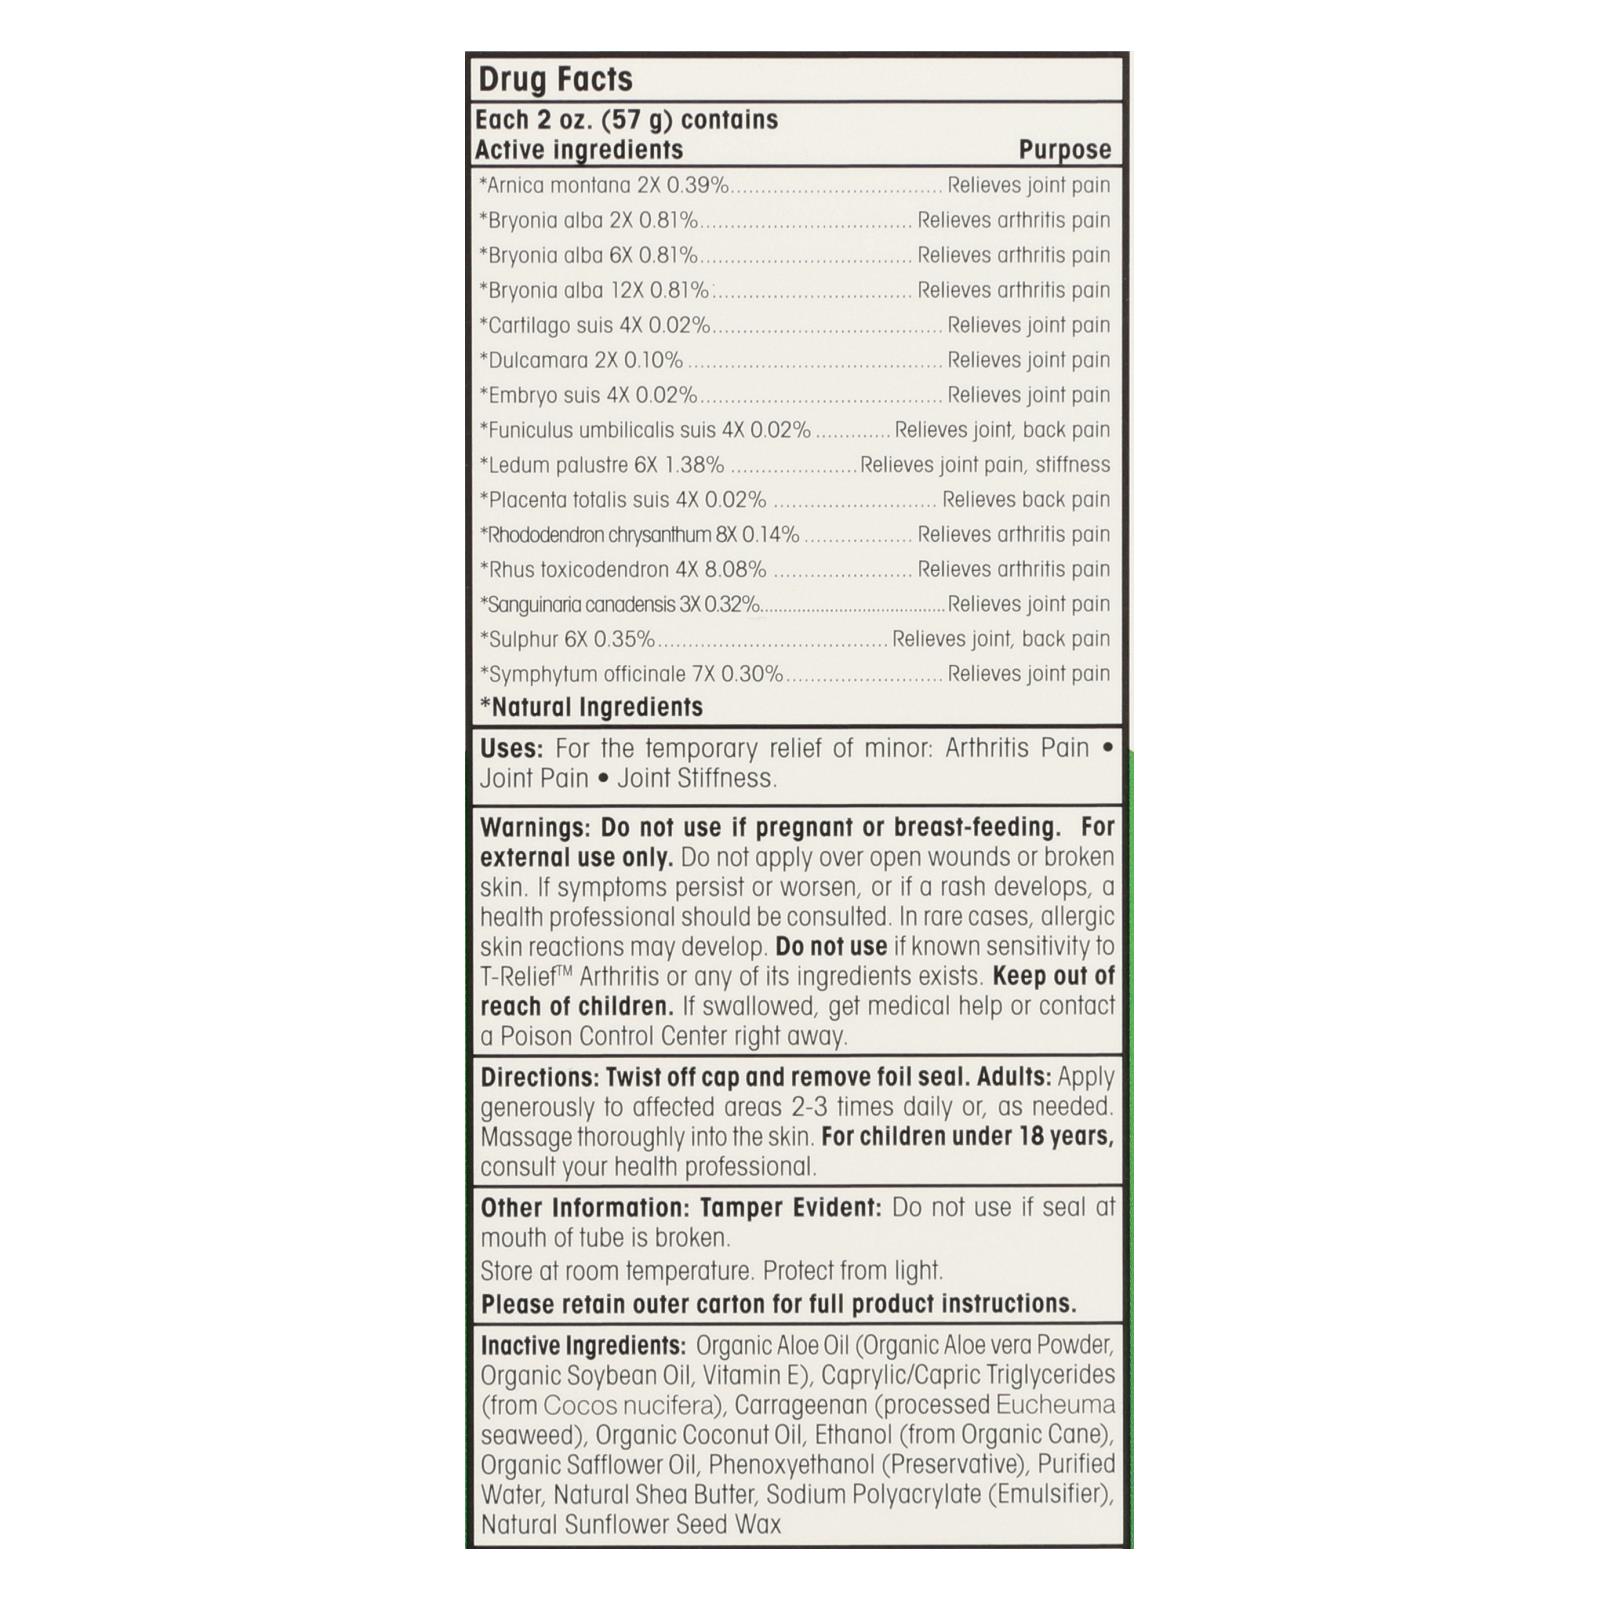 Drug Facts
Each 2 oz. (57 g) contains
Active ingredients Purpose
*Arnica montana 2X 0.39%.................................. Relieves joint pain
*Bryonia alba 2X 0.81%.................................. Relieves arthritis pain
*Bryonia alba 6X 0.81%.................................. Relieves arthritis pain
*Bryonia alba 12X 0.81%................................ Relieves arthritis pain
*Cartilago suis 4X 0.02%..................................... Relieves joint pain
*Dulcamara 2X 0.10% ........................................ Relieves joint pain
*Embryo suis 4X 0.02%....................................... Relieves joint pain
*Funiculus umbilicalis suis 4X 0.02% ............ Relieves joint, back pain
*Ledum palustre 6X 1.38% .................... Relieves joint pain, stiffness
*Placenta totalis suis 4X 0.02% .......................... Relieves back pain
*Rhododendron chrysanthum 8X 0.14% ................. Relieves arthritis pain
*Rhus toxicodendron 4X 8.08% ...................... Relieves arthritis pain
*Sanguinaria canadensis 3X 0.32%..................................... Relieves joint pain
*Sulphur 6X 0.35%..................................... Relieves joint, back pain
*Symphytum officinale 7X 0.30%......................... Relieves joint pain
*Natural Ingredients
Uses: For the temporary relief of minor: Arthritis Pain •
Joint Pain • Joint Stiffness.
Warnings: Do not use if pregnant or breast-feeding. For
external use only. Do not apply over open wounds or broken
skin. If symptoms persist or worsen, or if a rash develops, a
health professional should be consulted. In rare cases, allergic
skin reactions may develop. Do not use if known sensitivity to
T-Relief™ Arthritis or any of its ingredients exists. Keep out of
reach of children. If swallowed, get medical help or contact
a Poison Control Center right away.
Directions: Twist off cap and remove foil seal. Adults: Apply
generously to affected areas 2-3 times daily or, as needed.
Massage thoroughly into the skin. For children under 18 years,
consult your health professional.
Other Information: Tamper Evident: Do not use if seal at
mouth of tube is broken.
Store at room temperature. Protect from light.
Please retain outer carton for full product instructions.
Inactive Ingredients: Organic Aloe Oil (Organic Aloe vera Powder,
Organic Soybean Oil, Vitamin E), Caprylic/Capric Triglycerides
(from Cocos nucifera), Carrageenan (processed Eucheuma
seaweed), Organic Coconut Oil, Ethanol (from Organic Cane),
Organic Safflower Oil, Phenoxyethanol (Preservative), Purified
Water, Natural Shea Butter, Sodium Polyacrylate (Emulsifier),
Natural Sunflower Seed Wax